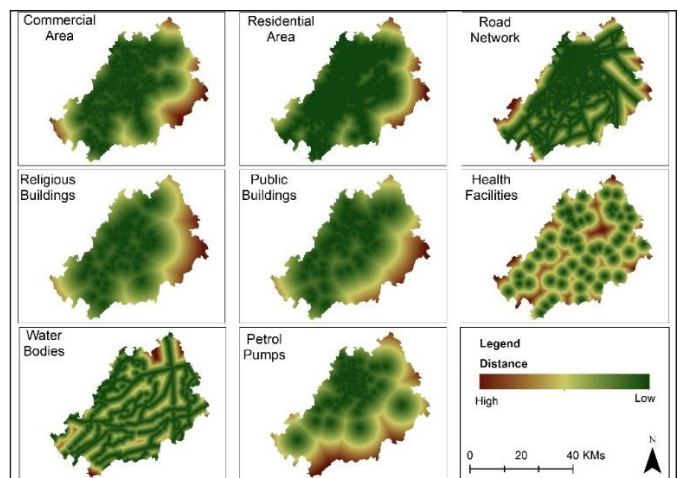 Commercial
Area
Residential
Area
Road
Network
Religious
Buildings
Public
Buildings
Health
Facilities
Water
Bodies
Petrol
Pumps
Legend
Distance
High
Low
0 20 40 KMs
N